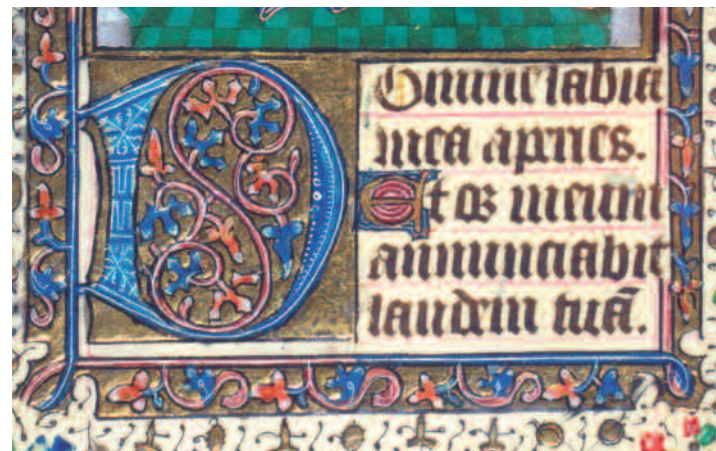 Domine labia
mea aperies.
Et os meum
annunciabit
laudem tuā.